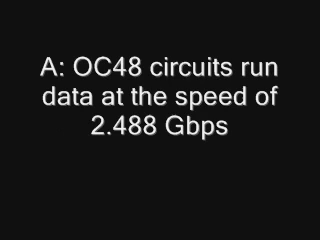 A: OC48 circuits run
data at the speed of
2.488 Gbps